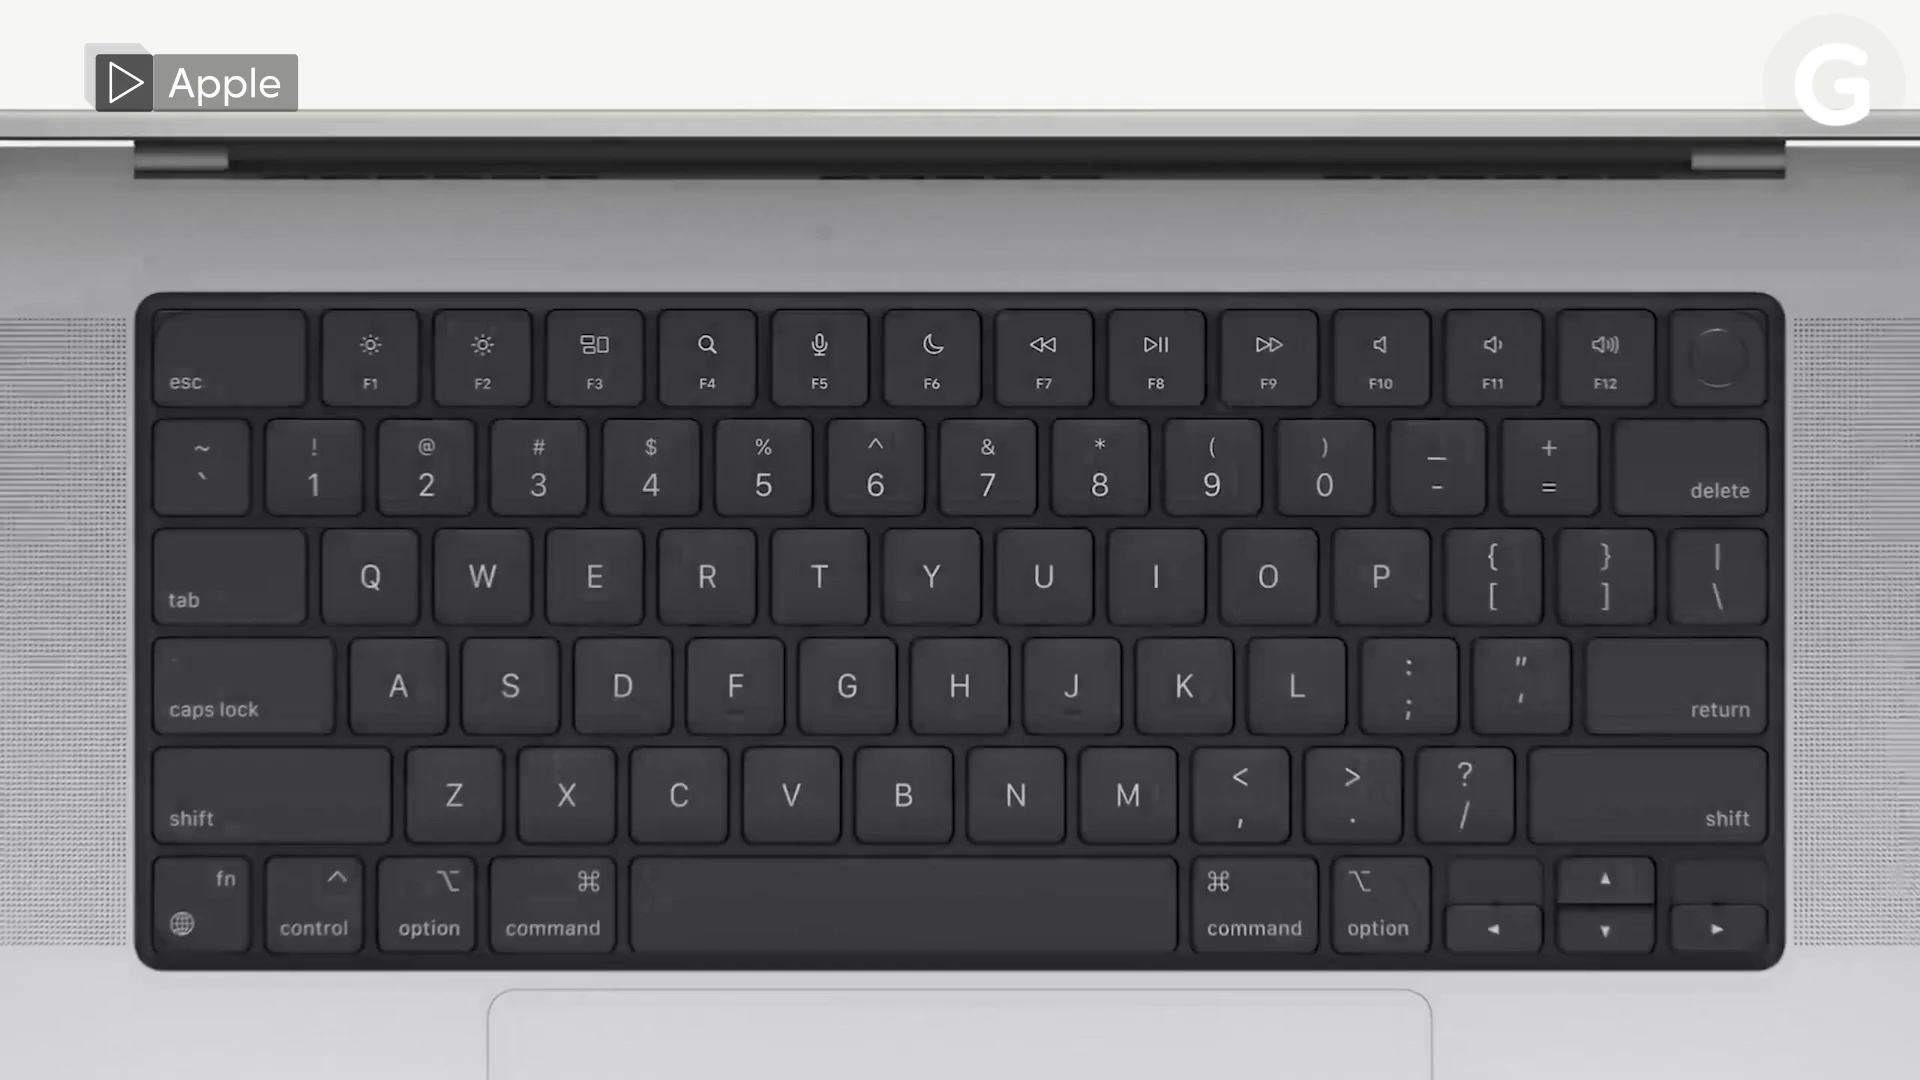 Apple
G
esc F1 F2 F3 F4 F5 F6 F7 F8 F9 F10 F11 F12
~ ! @ # $ % ^ & * ( ) _ +
` 1 2 3 4 5 6 7 8 9 0 - = delete
tab Q W E R T Y U I O P { } |
[ ] \
caps lock A S D F G H J K L : "
; ' return
shift Z X C V B N M < > ?
, . / shift
fn ^ ⌥ ⌘ ⌘ ⌥
control option command command option